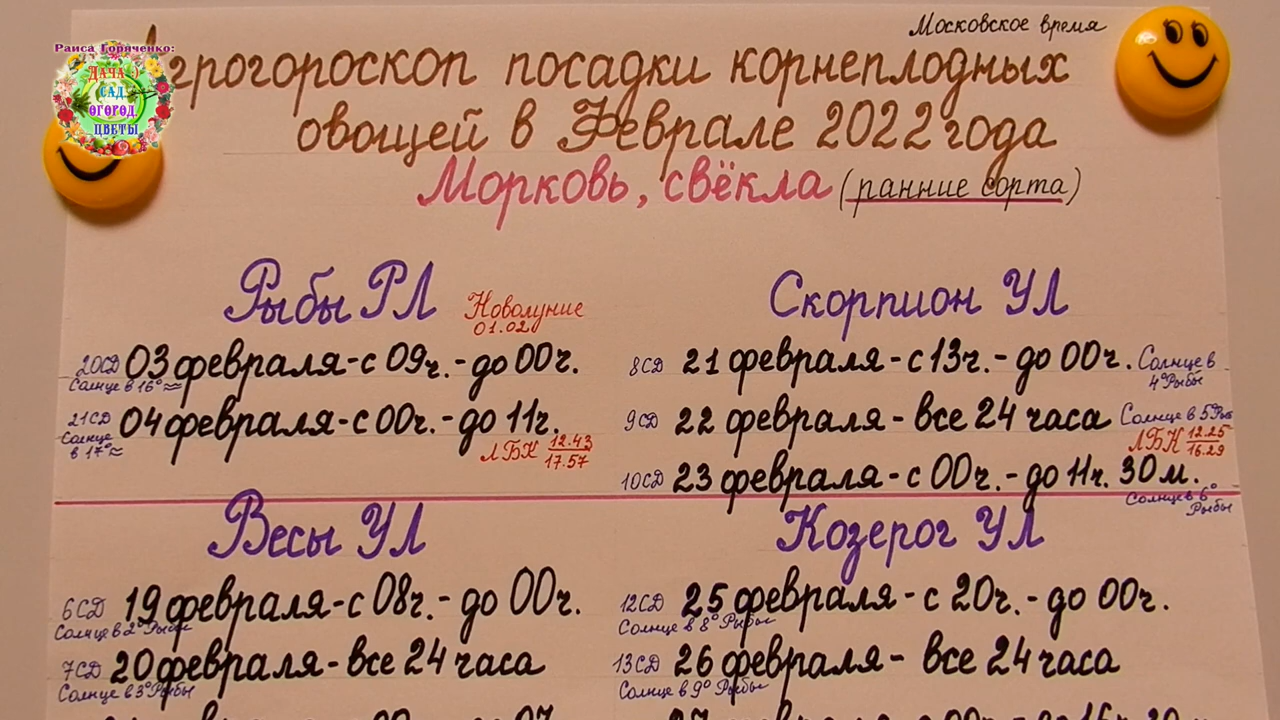 Московское время
Раиса Горяченко:
ДАЧА :)
САД,
ОГОРОД,
ЦВЕТЫ
Агрогороскоп посадки корнеплодных
овощей в Феврале 2022 года
Морковь, свёкла (ранние сорта)
Рыбы РЛ
Новолуние
01.02
20СД 03 февраля - с 09ч. - до 00ч.
Солнце в 16° ♒
21СД 04 февраля - с 00ч. - до 11ч.
Солнце
в 17° ♒
ЛБК 12.43
17.57
Скорпион УЛ
8СД 21 февраля - с 13ч. - до 00ч. Солнце в
4° Рыбы
9СД 22 февраля - все 24 часа Солнце в 5° Рыб
ЛБК 12.25
16.29
10СД 23 февраля - с 00ч. - до 11ч. 30м.
Солнце в 6°
Рыбы
Весы УЛ
6СД 19 февраля - с 08ч. - до 00ч.
Солнце в 2° Рыбы
7СД 20 февраля - все 24 часа
Солнце в 3° Рыбы
Козерог УЛ
12СД 25 февраля - с 20ч. - до 00ч.
Солнце в 8° Рыбы
13СД 26 февраля - все 24 часа
Солнце в 9° Рыбы